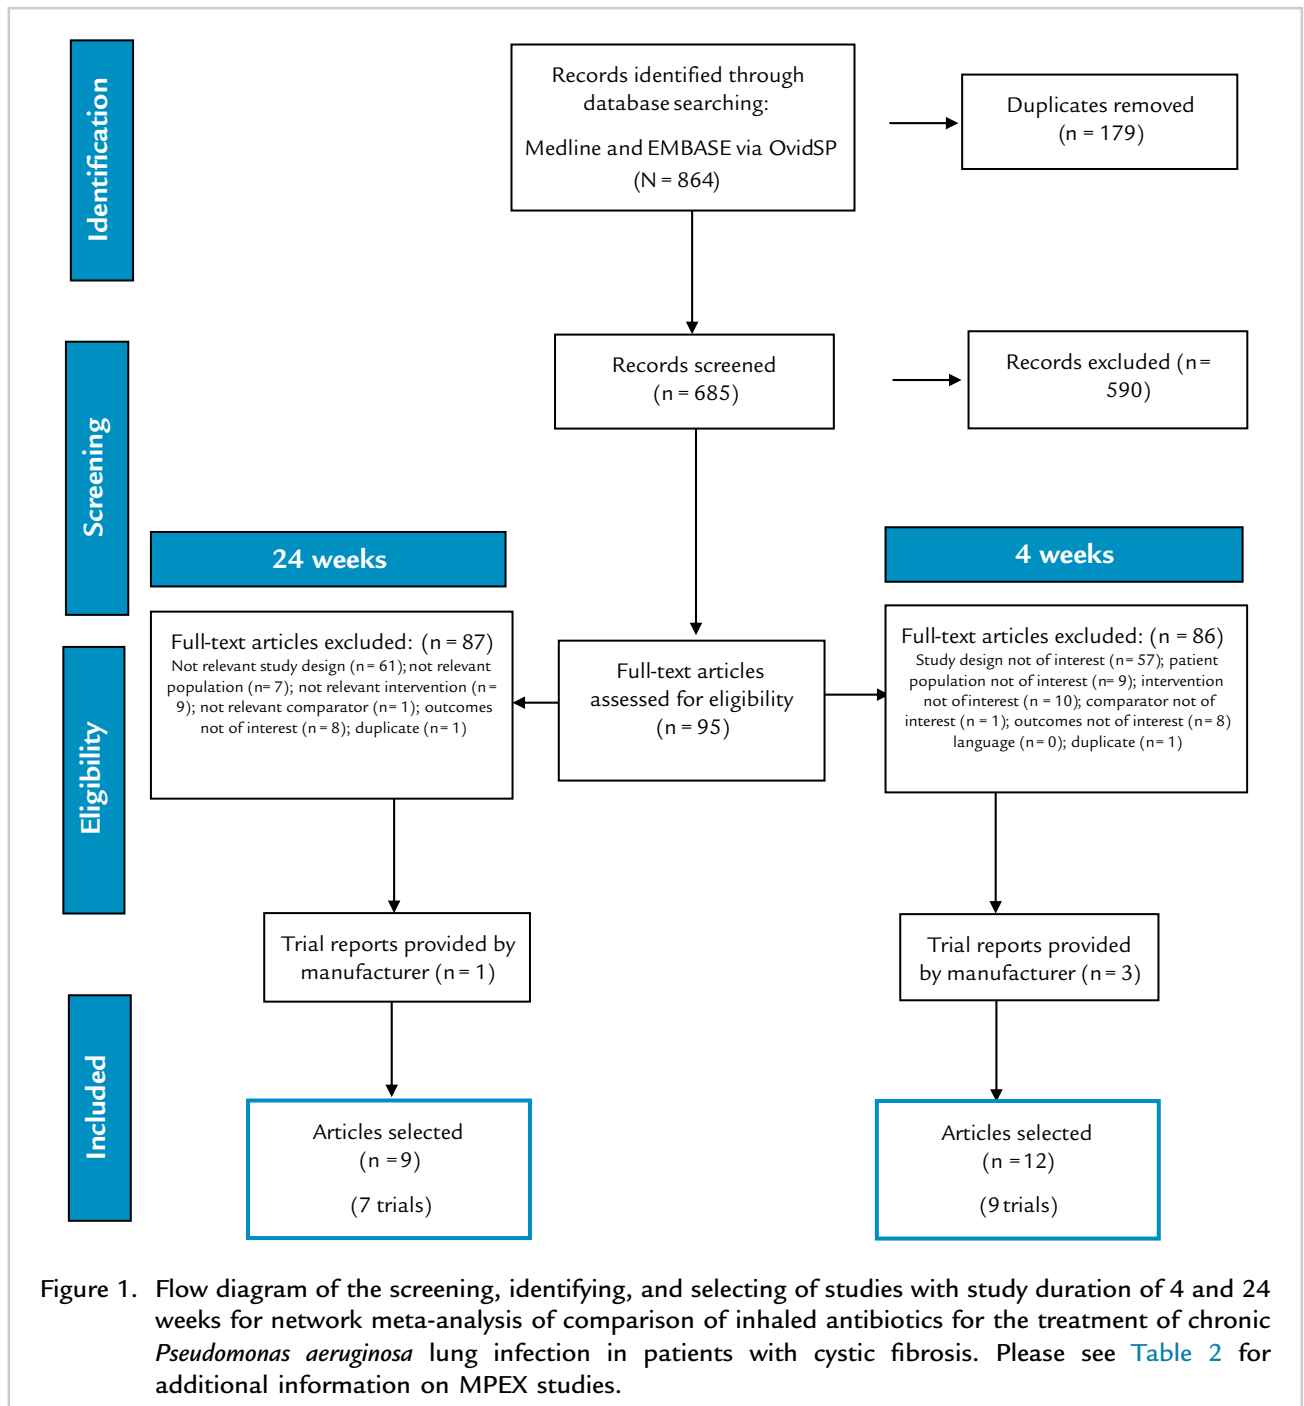 Identification
Records identified through
database searching:
Medline and EMBASE via OvidSP
(N = 864)
Duplicates removed
(n = 179)
Screening
Records screened
(n = 685)
Records excluded (n=
590)
24 weeks
4 weeks
Eligibility
Full-text articles excluded: (n = 87)
Not relevant study design (n = 61); not relevant
population (n= 7); not relevant intervention (n =
9); not relevant comparator (n= 1); outcomes
not of interest (n = 8); duplicate (n= 1)
Full-text articles
assessed for eligibility
(n = 95)
Full-text articles excluded: (n = 86)
Study design not of interest (n= 57); patient
population not of interest (n= 9); intervention
not of interest (n = 10); comparator not of
interest (n = 1); outcomes not of interest (n= 8)
language (n= 0); duplicate (n= 1)
Trial reports provided by
manufacturer (n = 1)
Trial reports provided
by manufacturer (n = 3)
Included
Articles selected
(n = 9)
(7 trials)
Articles selected
(n = 12)
(9 trials)
Figure 1. Flow diagram of the screening, identifying, and selecting of studies with study duration of 4 and 24
weeks for network meta-analysis of comparison of inhaled antibiotics for the treatment of chronic
Pseudomonas aeruginosa lung infection in patients with cystic fibrosis. Please see Table 2 for
additional information on MPEX studies.